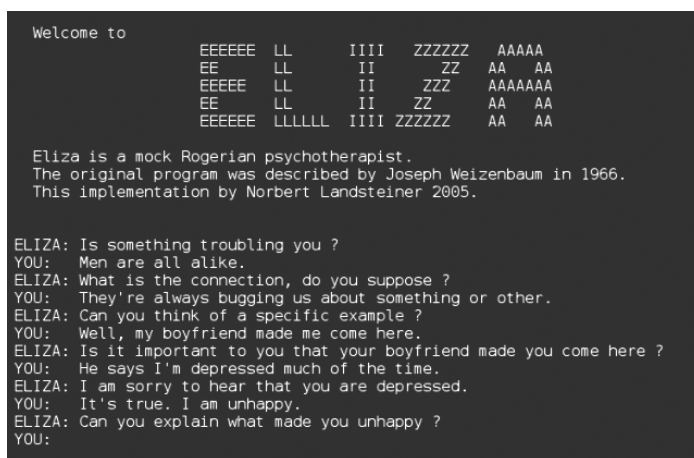 Welcome to
EEEEEE LL IIII ZZZZZZ AAAAA
EE LL II ZZ AA AA
EEEEE LL II ZZZ AAAAAAA
EE LL II ZZ AA AA
EEEEEE LLLLLL IIII ZZZZZZ AA AA
Eliza is a mock Rogerian psychotherapist.
The original program was described by Joseph Weizenbaum in 1966.
This implementation by Norbert Landsteiner 2005.
ELIZA: Is something troubling you ?
YOU: Men are all alike.
ELIZA: What is the connection, do you suppose ?
YOU: They're always bugging us about something or other.
ELIZA: Can you think of a specific example ?
YOU: Well, my boyfriend made me come here.
ELIZA: Is it important to you that your boyfriend made you come here ?
YOU: He says I'm depressed much of the time.
ELIZA: I am sorry to hear that you are depressed.
YOU: It's true. I am unhappy.
ELIZA: Can you explain what made you unhappy ?
YOU: